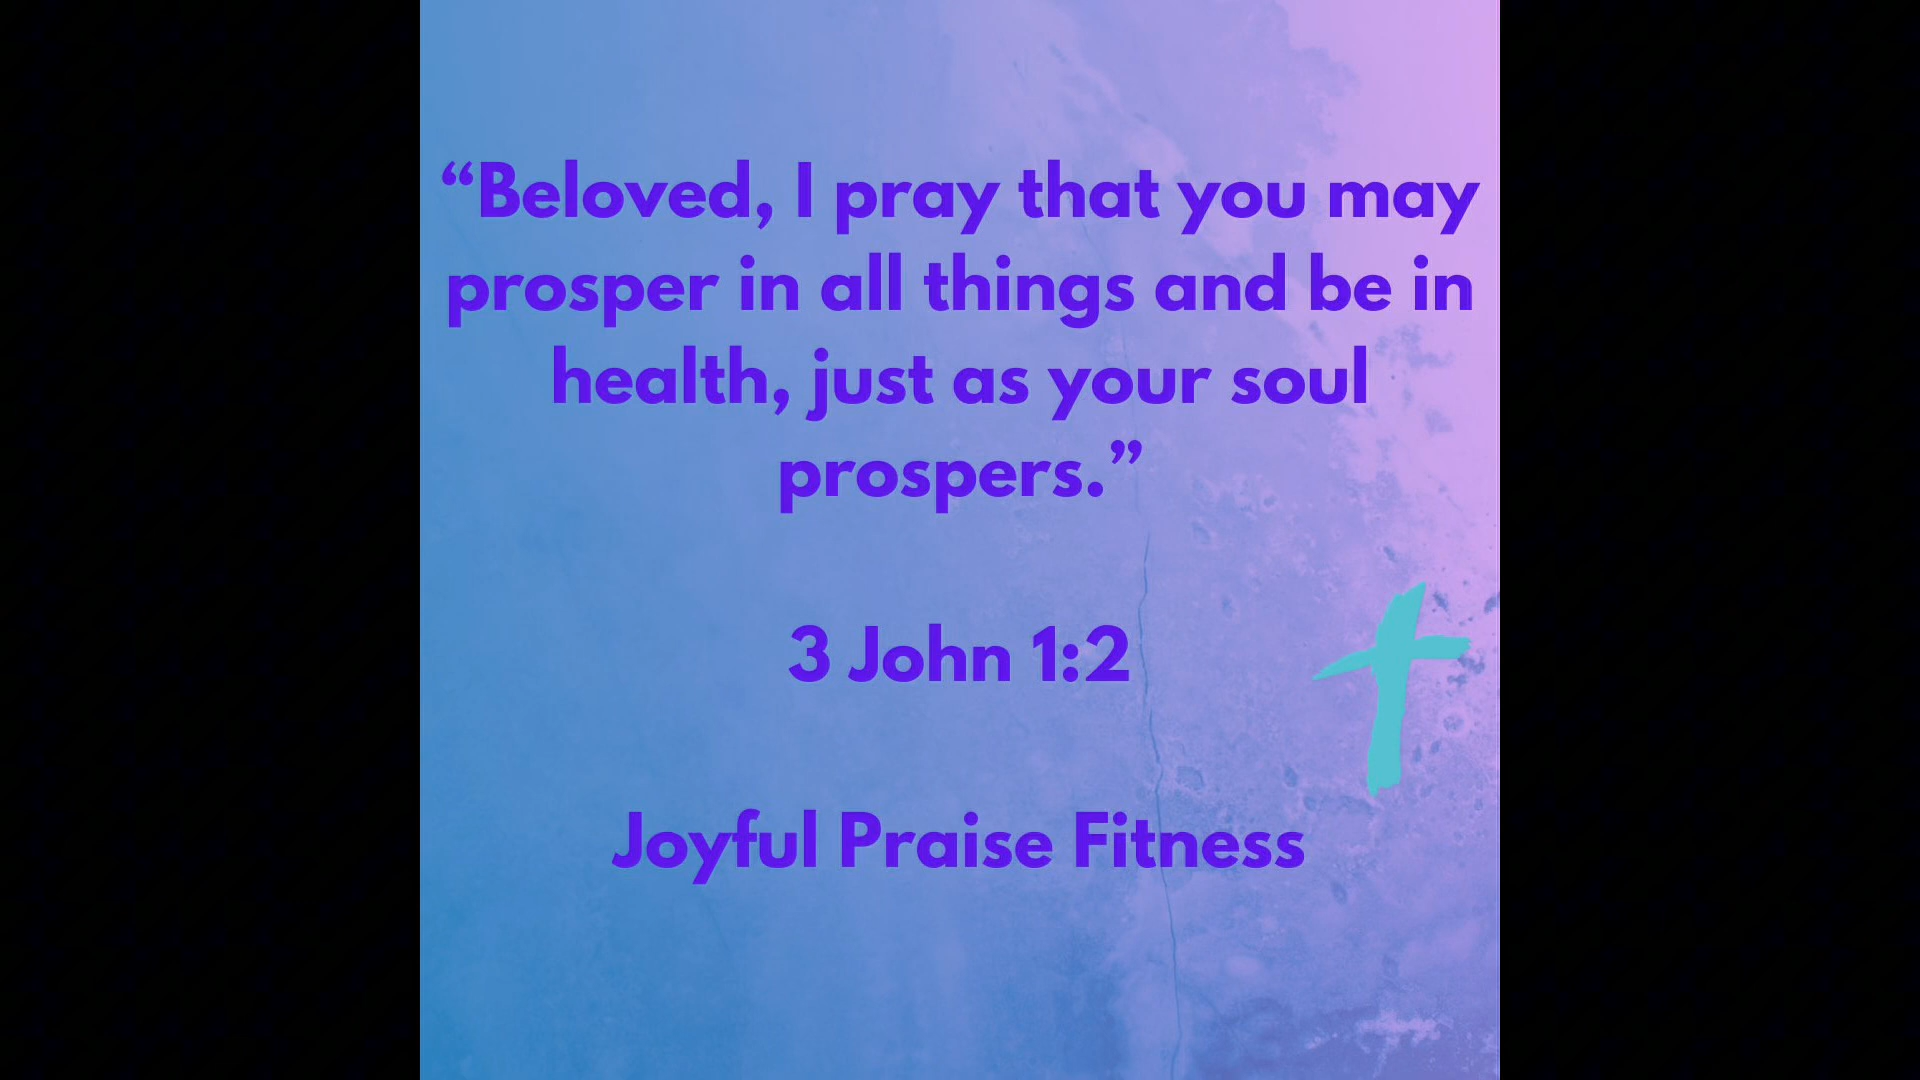 “Beloved, I pray that you may
prosper in all things and be in
health, just as your soul
prospers.”
3 John 1:2
Joyful Praise Fitness